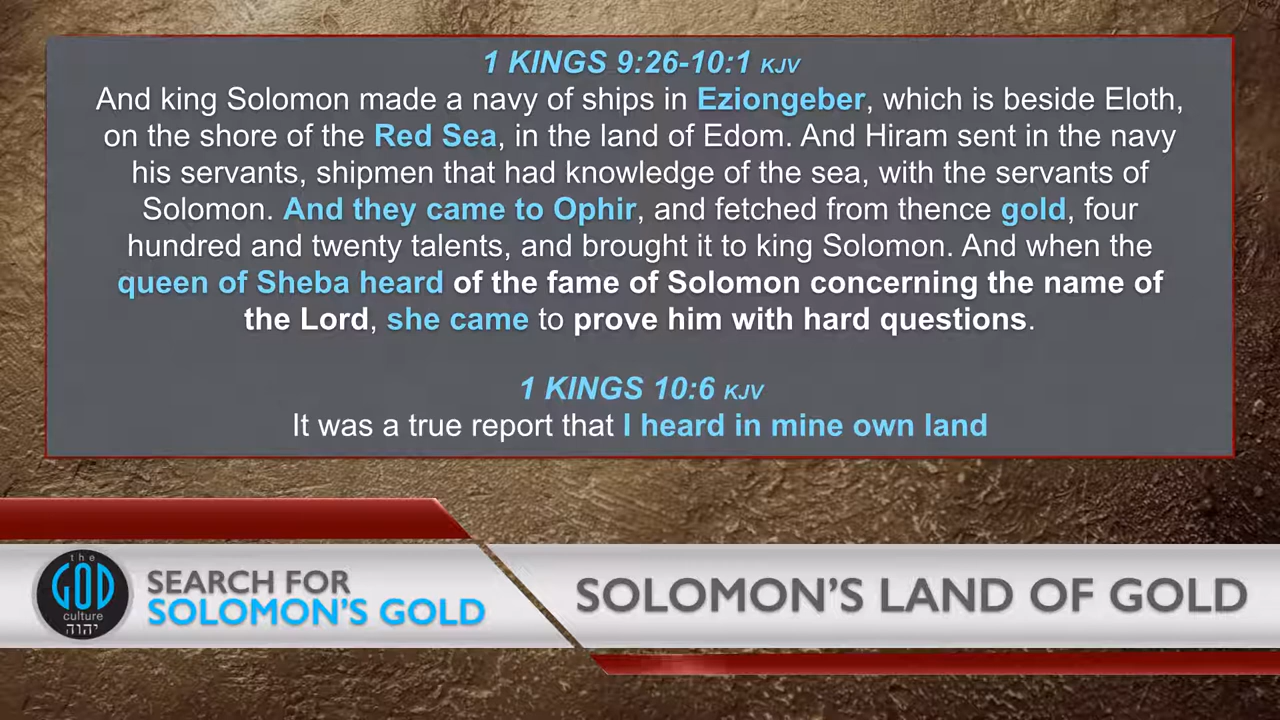 1 KINGS 9:26-10:1 KJV
And king Solomon made a navy of ships in Eziongeber, which is beside Eloth,
on the shore of the Red Sea, in the land of Edom. And Hiram sent in the navy
his servants, shipmen that had knowledge of the sea, with the servants of
Solomon. And they came to Ophir, and fetched from thence gold, four
hundred and twenty talents, and brought it to king Solomon. And when the
queen of Sheba heard of the fame of Solomon concerning the name of
the Lord, she came to prove him with hard questions.
1 KINGS 10:6 KJV
It was a true report that I heard in mine own land
the
GOD
culture
יהוה
SEARCH FOR
SOLOMON'S GOLD
SOLOMON'S LAND OF GOLD